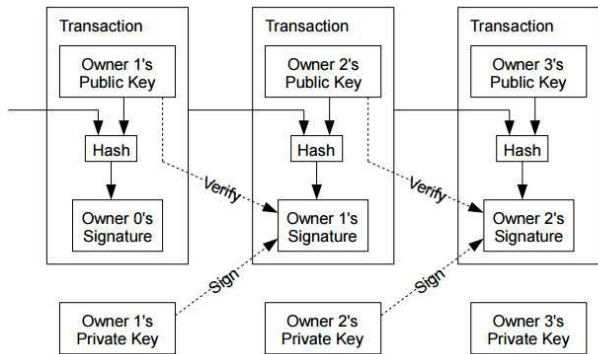 Transaction
Owner 1's
Public Key
Hash
Owner 0's
Signature
Transaction
Owner 2's
Public Key
Hash
Verify
Owner 1's
Signature
Transaction
Owner 3's
Public Key
Hash
Verify
Owner 2's
Signature
Sign
Sign
Owner 1's
Private Key
Owner 2's
Private Key
Owner 3's
Private Key